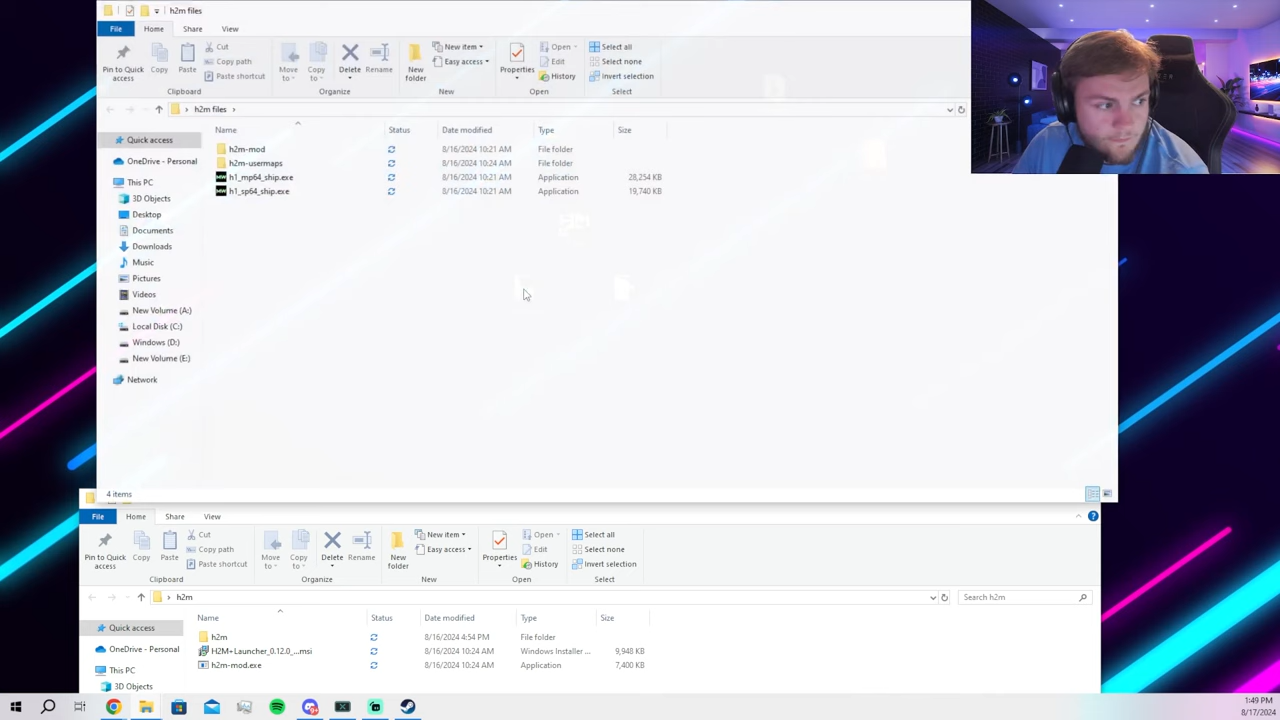 h2m files
File Home Share View
Pin to Quick access
Copy
Paste
Cut
Copy path
Paste shortcut
Clipboard
Move to
Copy to
Delete
Rename
Organize
New folder
New item
Easy access
New
Properties
Open
Edit
History
Open
Select all
Select none
Invert selection
Select
h2m files
Name Status Date modified Type Size
h2m-mod 8/16/2024 10:21 AM File folder
h2m-usermaps 8/16/2024 10:24 AM File folder
h1_mp64_ship.exe 8/16/2024 10:21 AM Application 28,254 KB
h1_sp64_ship.exe 8/16/2024 10:21 AM Application 19,740 KB
Quick access
OneDrive - Personal
This PC
3D Objects
Desktop
Documents
Downloads
Music
Pictures
Videos
New Volume (A:)
Local Disk (C:)
Windows (D:)
New Volume (E:)
Network
4 items
File Home Share View
Pin to Quick access
Copy
Paste
Cut
Copy path
Paste shortcut
Clipboard
Move to
Copy to
Delete
Rename
Organize
New folder
New item
Easy access
New
Properties
Open
Edit
History
Open
Select all
Select none
Invert selection
Select
h2m
Search h2m
Name Status Date modified Type Size
h2m 8/16/2024 4:54 PM File folder
H2M+Launcher_0.12.0_...msi 8/16/2024 10:24 AM Windows Installer ... 9,948 KB
h2m-mod.exe 8/16/2024 10:24 AM Application 7,400 KB
Quick access
OneDrive - Personal
This PC
3D Objects
1:49 PM
8/17/2024